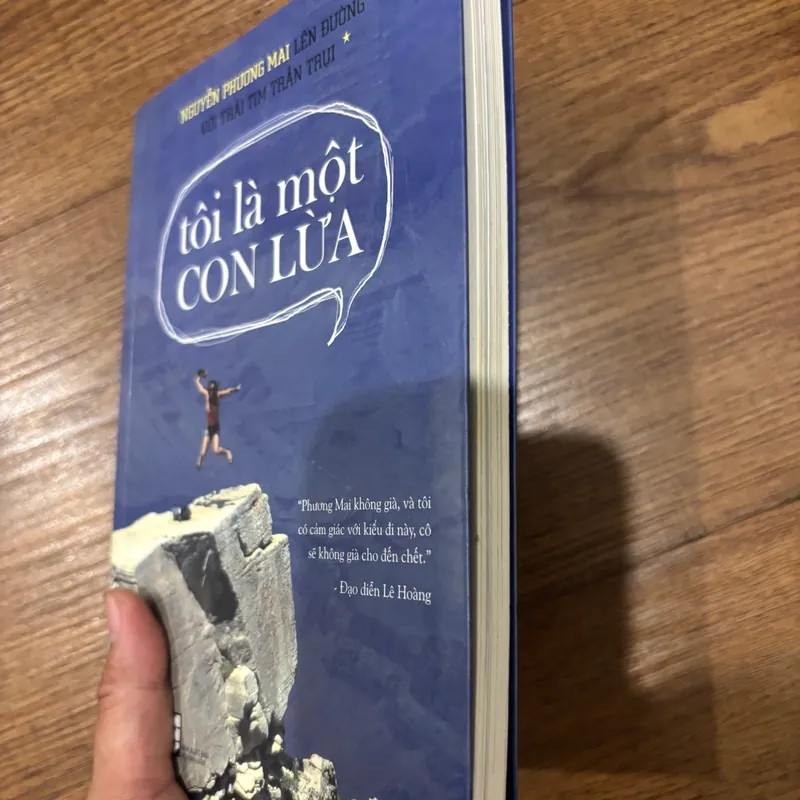 NGUYỄN PHƯƠNG MAI LÊN ĐƯỜNG
VỚI TRÁI TIM TRẦN TRỤI
tôi là một
CON LỪA
“Phương Mai không già, và tôi
có cảm giác với kiểu đi này, cô
sẽ không già cho đến chết.”
- Đạo diễn Lê Hoàng